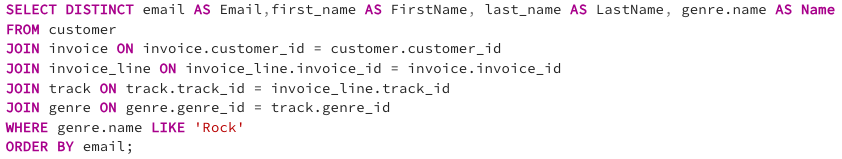 SELECT DISTINCT email AS Email,first_name AS FirstName, last_name AS LastName, genre.name AS Name
FROM customer
JOIN invoice ON invoice.customer_id = customer.customer_id
JOIN invoice_line ON invoice_line.invoice_id = invoice.invoice_id
JOIN track ON track.track_id = invoice_line.track_id
JOIN genre ON genre.genre_id = track.genre_id
WHERE genre.name LIKE 'Rock'
ORDER BY email;